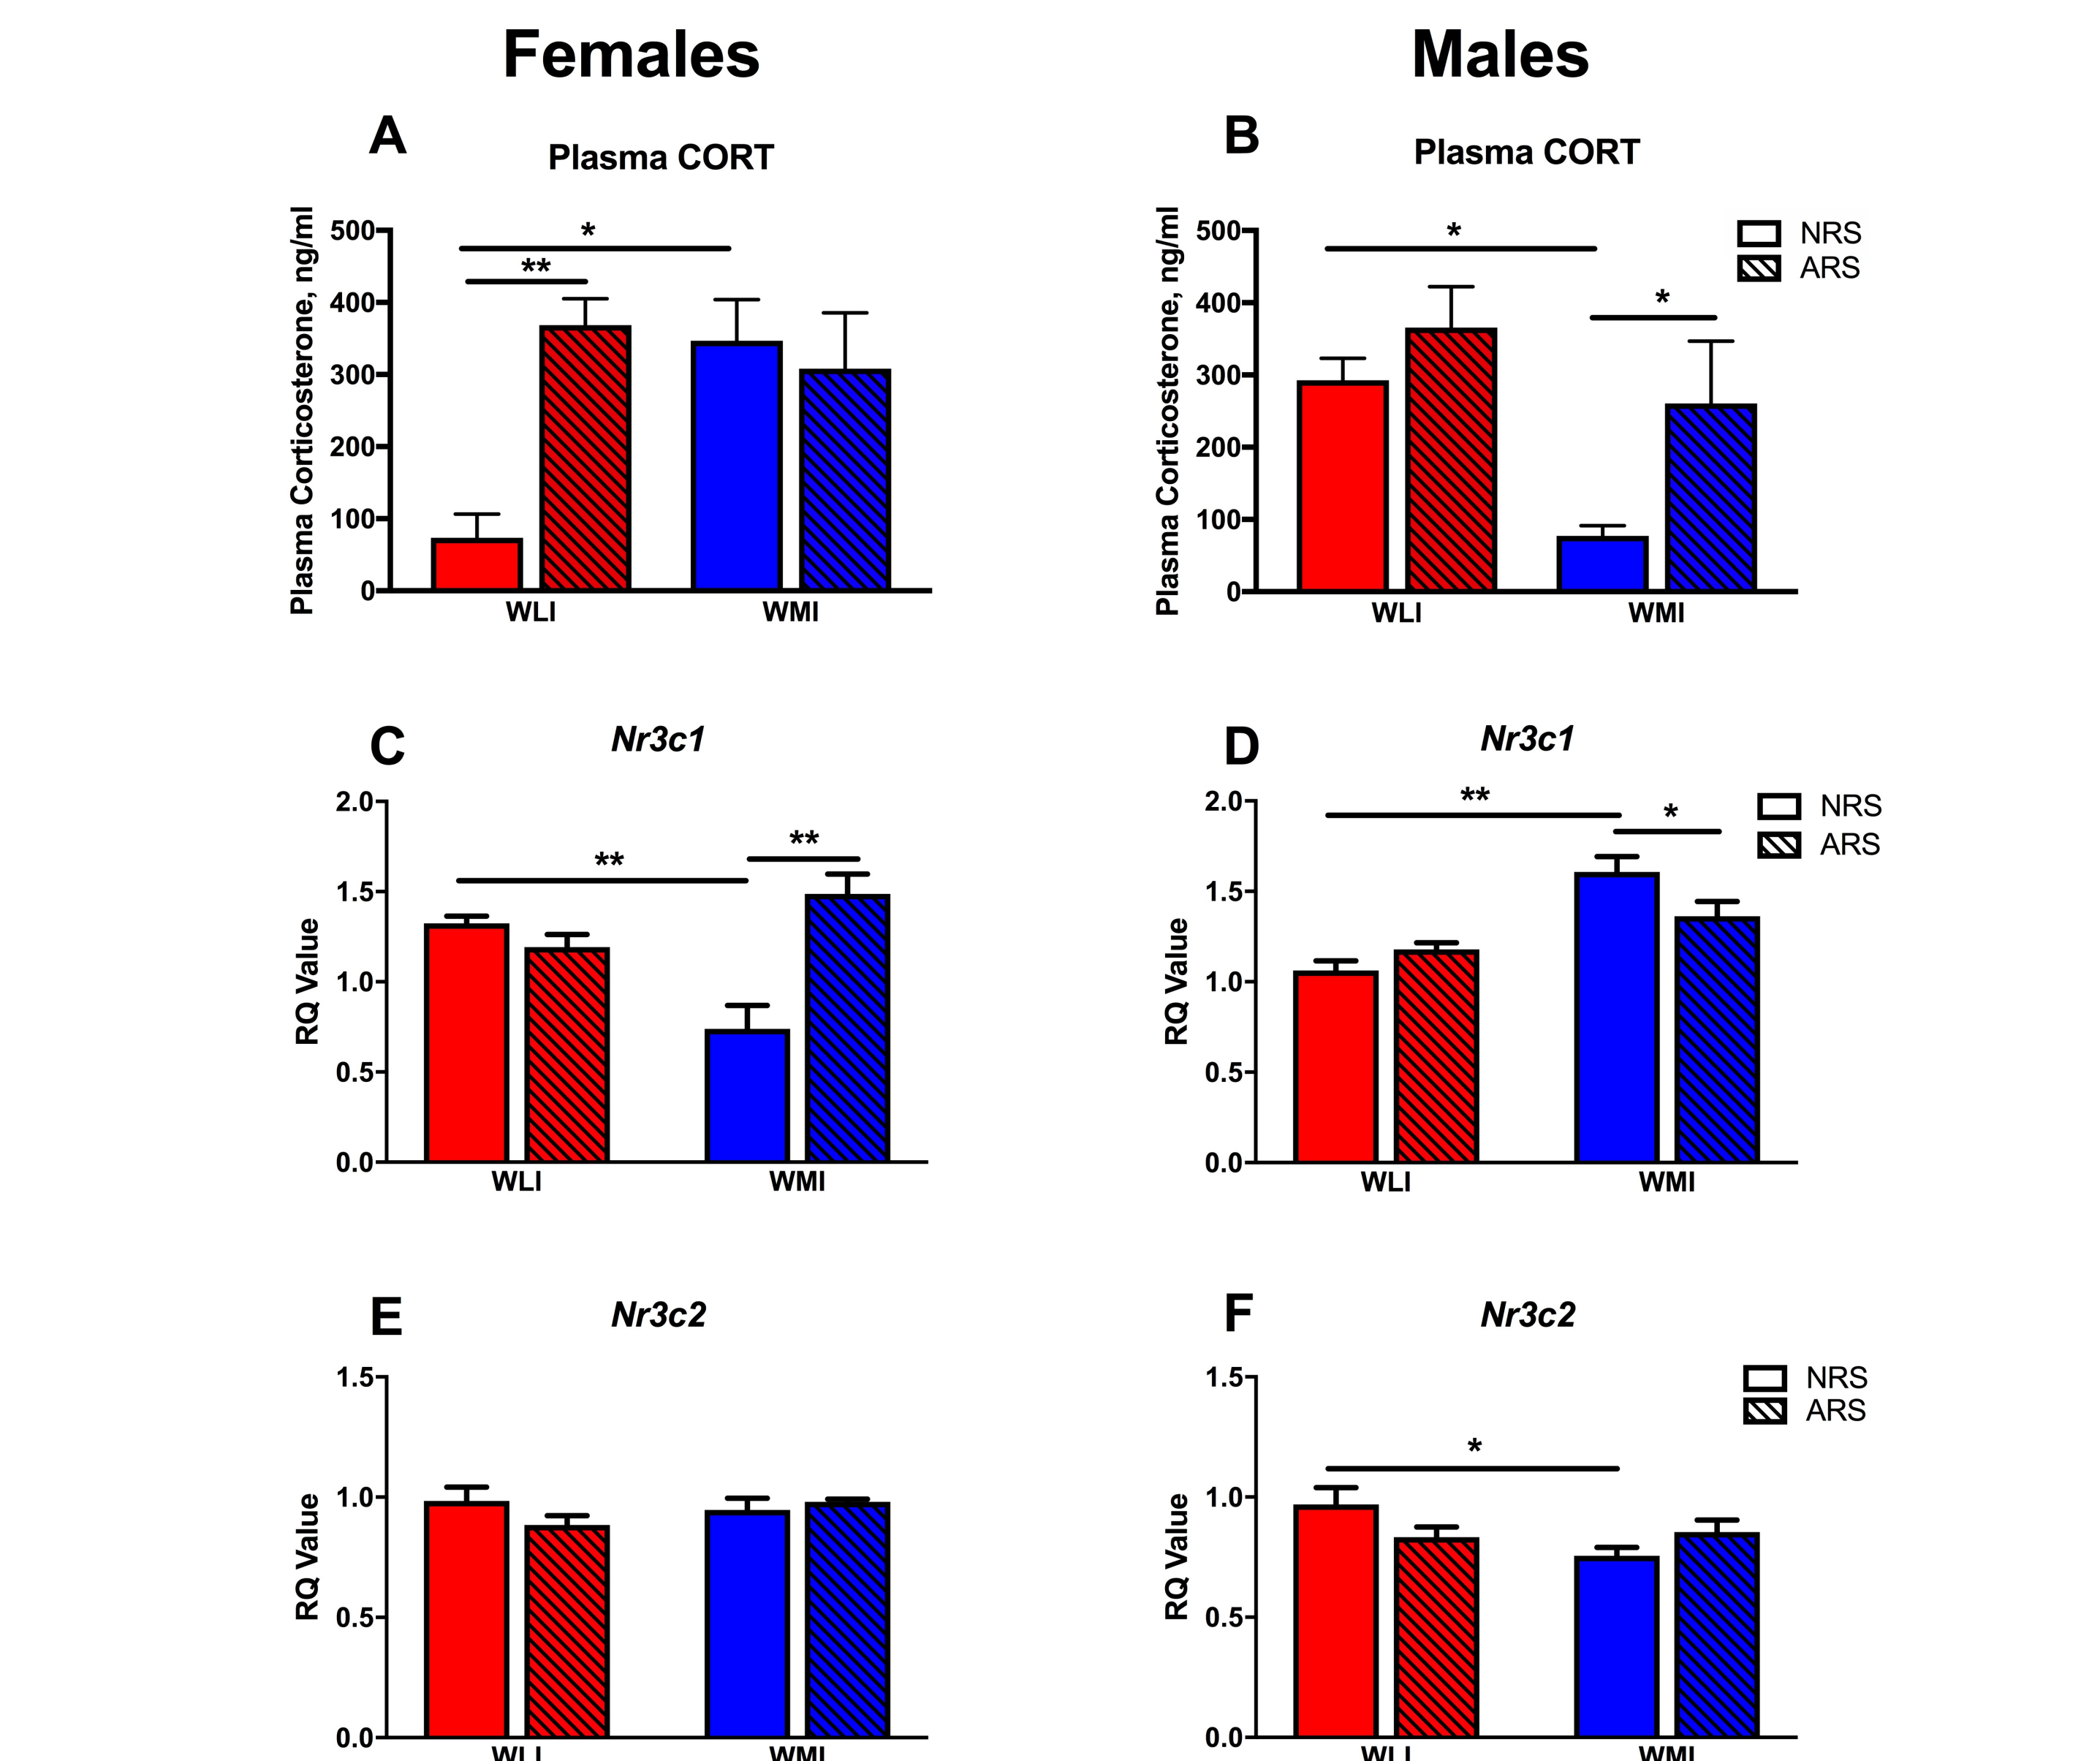 Females
Males
A
Plasma CORT
Plasma Corticosterone, ng/ml
500
400
300
200
100
0
*
**
WLI
WMI
B
Plasma CORT
Plasma Corticosterone, ng/ml
500
400
300
200
100
0
*
*
WLI
WMI
NRS
ARS
C
Nr3c1
RQ Value
2.0
1.5
1.0
0.5
0.0
**
**
WLI
WMI
D
Nr3c1
RQ Value
2.0
1.5
1.0
0.5
0.0
**
*
WLI
WMI
NRS
ARS
E
Nr3c2
RQ Value
1.5
1.0
0.5
0.0
WLI
WMI
F
Nr3c2
RQ Value
1.5
1.0
0.5
0.0
*
WLI
WMI
NRS
ARS